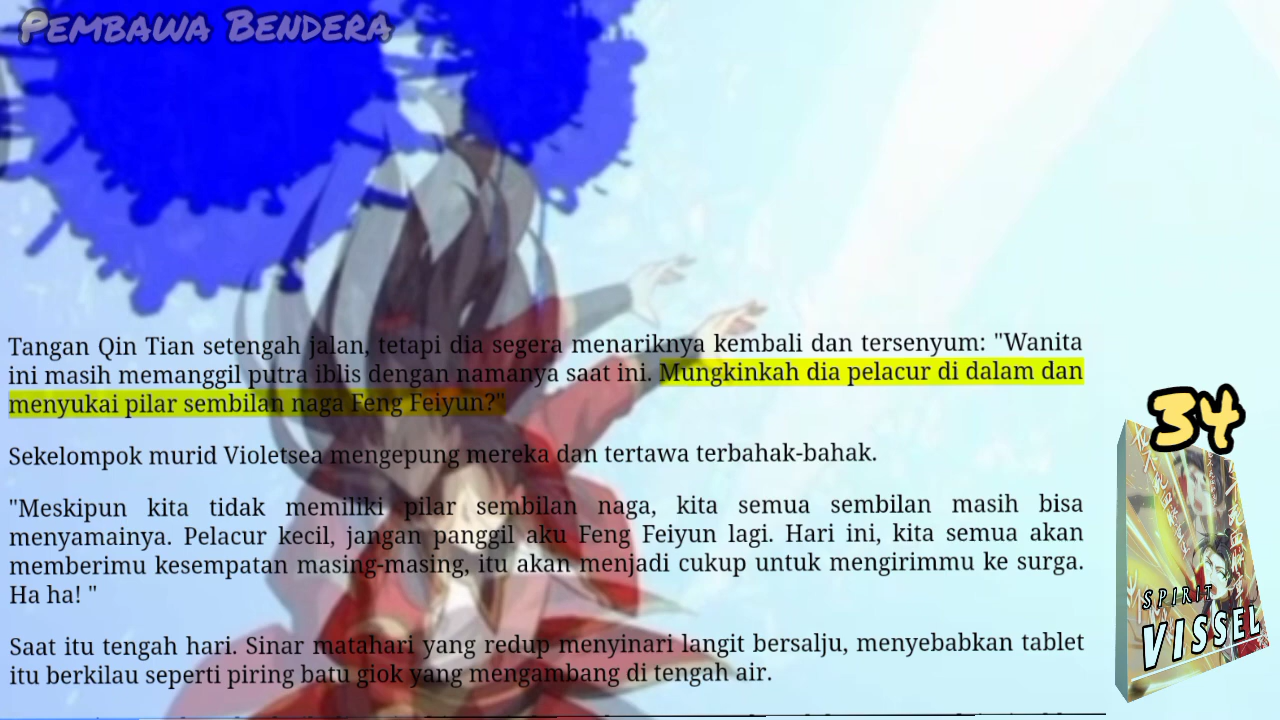 PEMBAWA BENDERA
Tangan Qin Tian setengah jalan, tetapi dia segera menariknya kembali dan tersenyum: "Wanita
ini masih memanggil putra iblis dengan namanya saat ini. Mungkinkah dia pelacur di dalam dan
menyukai pilar sembilan naga Feng Feiyun?"
Sekelompok murid Violetsea mengepung mereka dan tertawa terbahak-bahak.
"Meskipun kita tidak memiliki pilar sembilan naga, kita semua sembilan masih bisa
menyamainya. Pelacur kecil, jangan panggil aku Feng Feiyun lagi. Hari ini, kita semua akan
memberimu kesempatan masing-masing, itu akan menjadi cukup untuk mengirimmu ke surga.
Ha ha! "
Saat itu tengah hari. Sinar matahari yang redup menyinari langit bersalju, menyebabkan tablet
itu berkilau seperti piring batu giok yang mengambang di tengah air.
34
SPIRIT
VISSEL